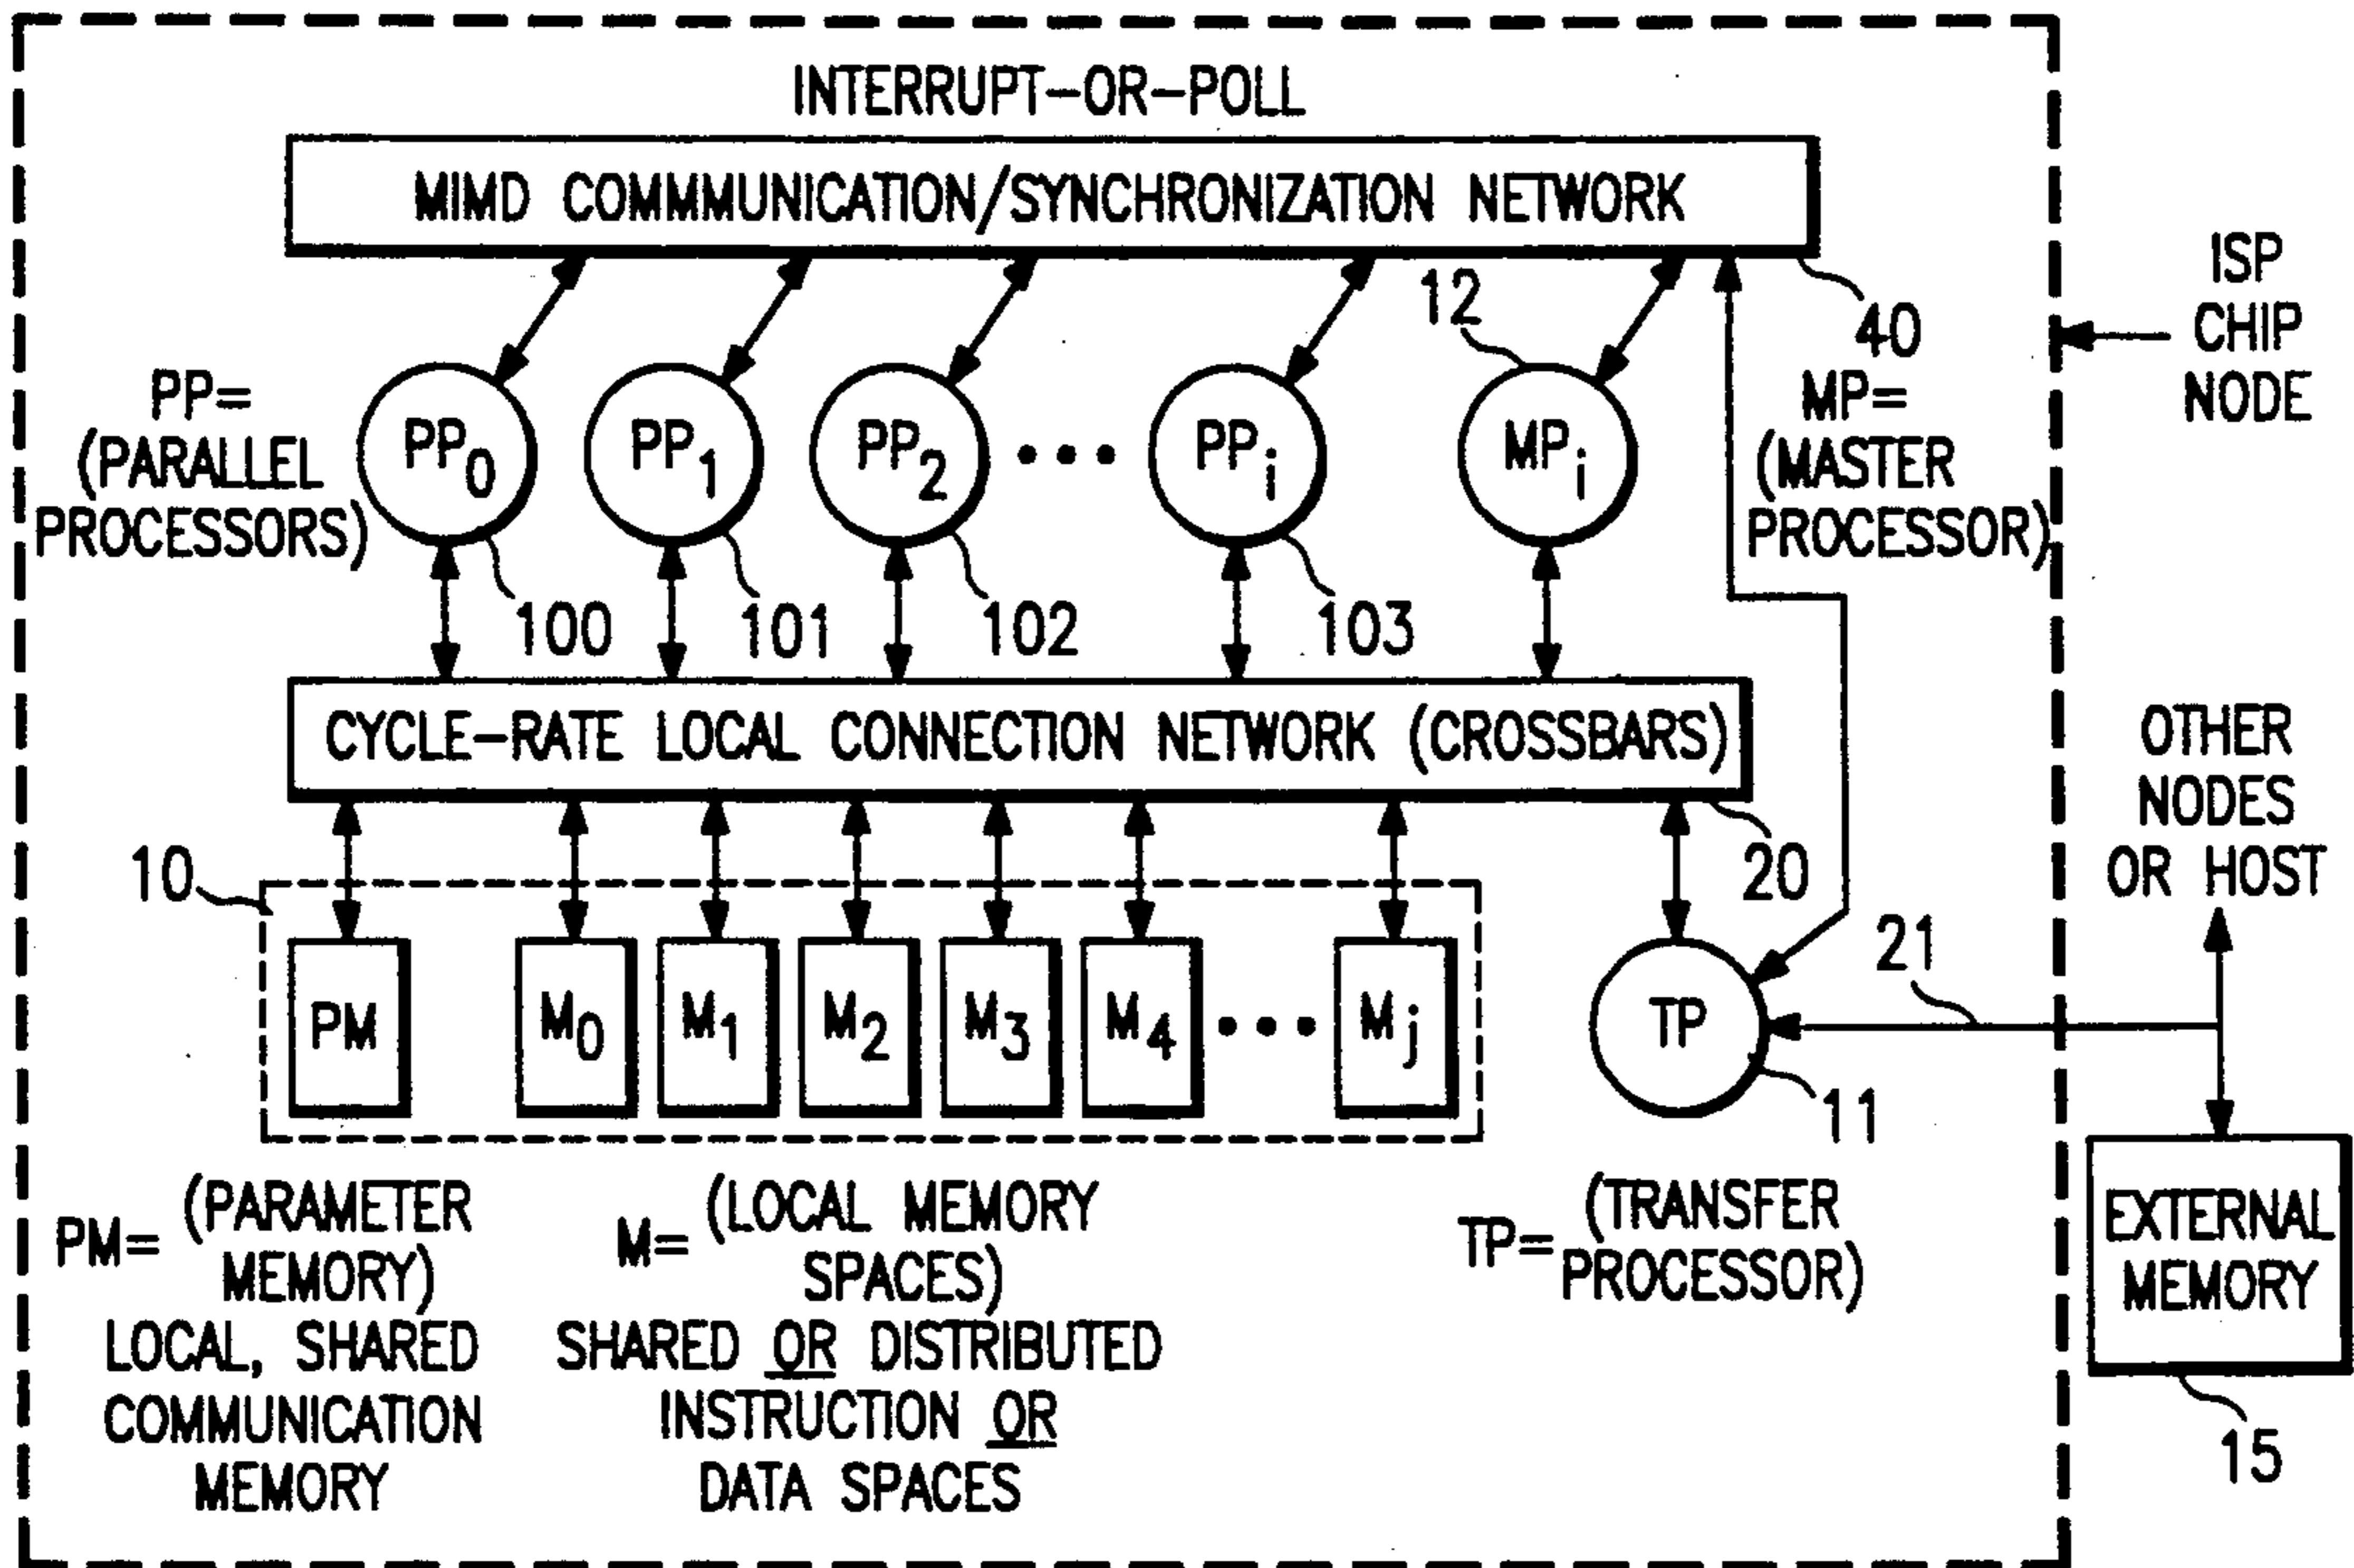 INTERRUPT-OR-POLL
MIMD COMMMUNICATION/SYNCHRONIZATION NETWORK
12
40
ISP
CHIP
NODE
PP=
(PARALLEL
PROCESSORS)
PP0
PP1
PP2
•••
PPi
MPi
MP=
(MASTER
PROCESSOR)
100
101
102
103
CYCLE-RATE LOCAL CONNECTION NETWORK (CROSSBARS)
OTHER
NODES
OR HOST
10
20
21
PM
M0
M1
M2
M3
M4
•••
Mj
TP
11
PM= (PARAMETER
MEMORY)
LOCAL, SHARED
COMMUNICATION
MEMORY
M= (LOCAL MEMORY
SPACES)
SHARED OR DISTRIBUTED
INSTRUCTION OR
DATA SPACES
TP= (TRANSFER
PROCESSOR)
EXTERNAL
MEMORY
15